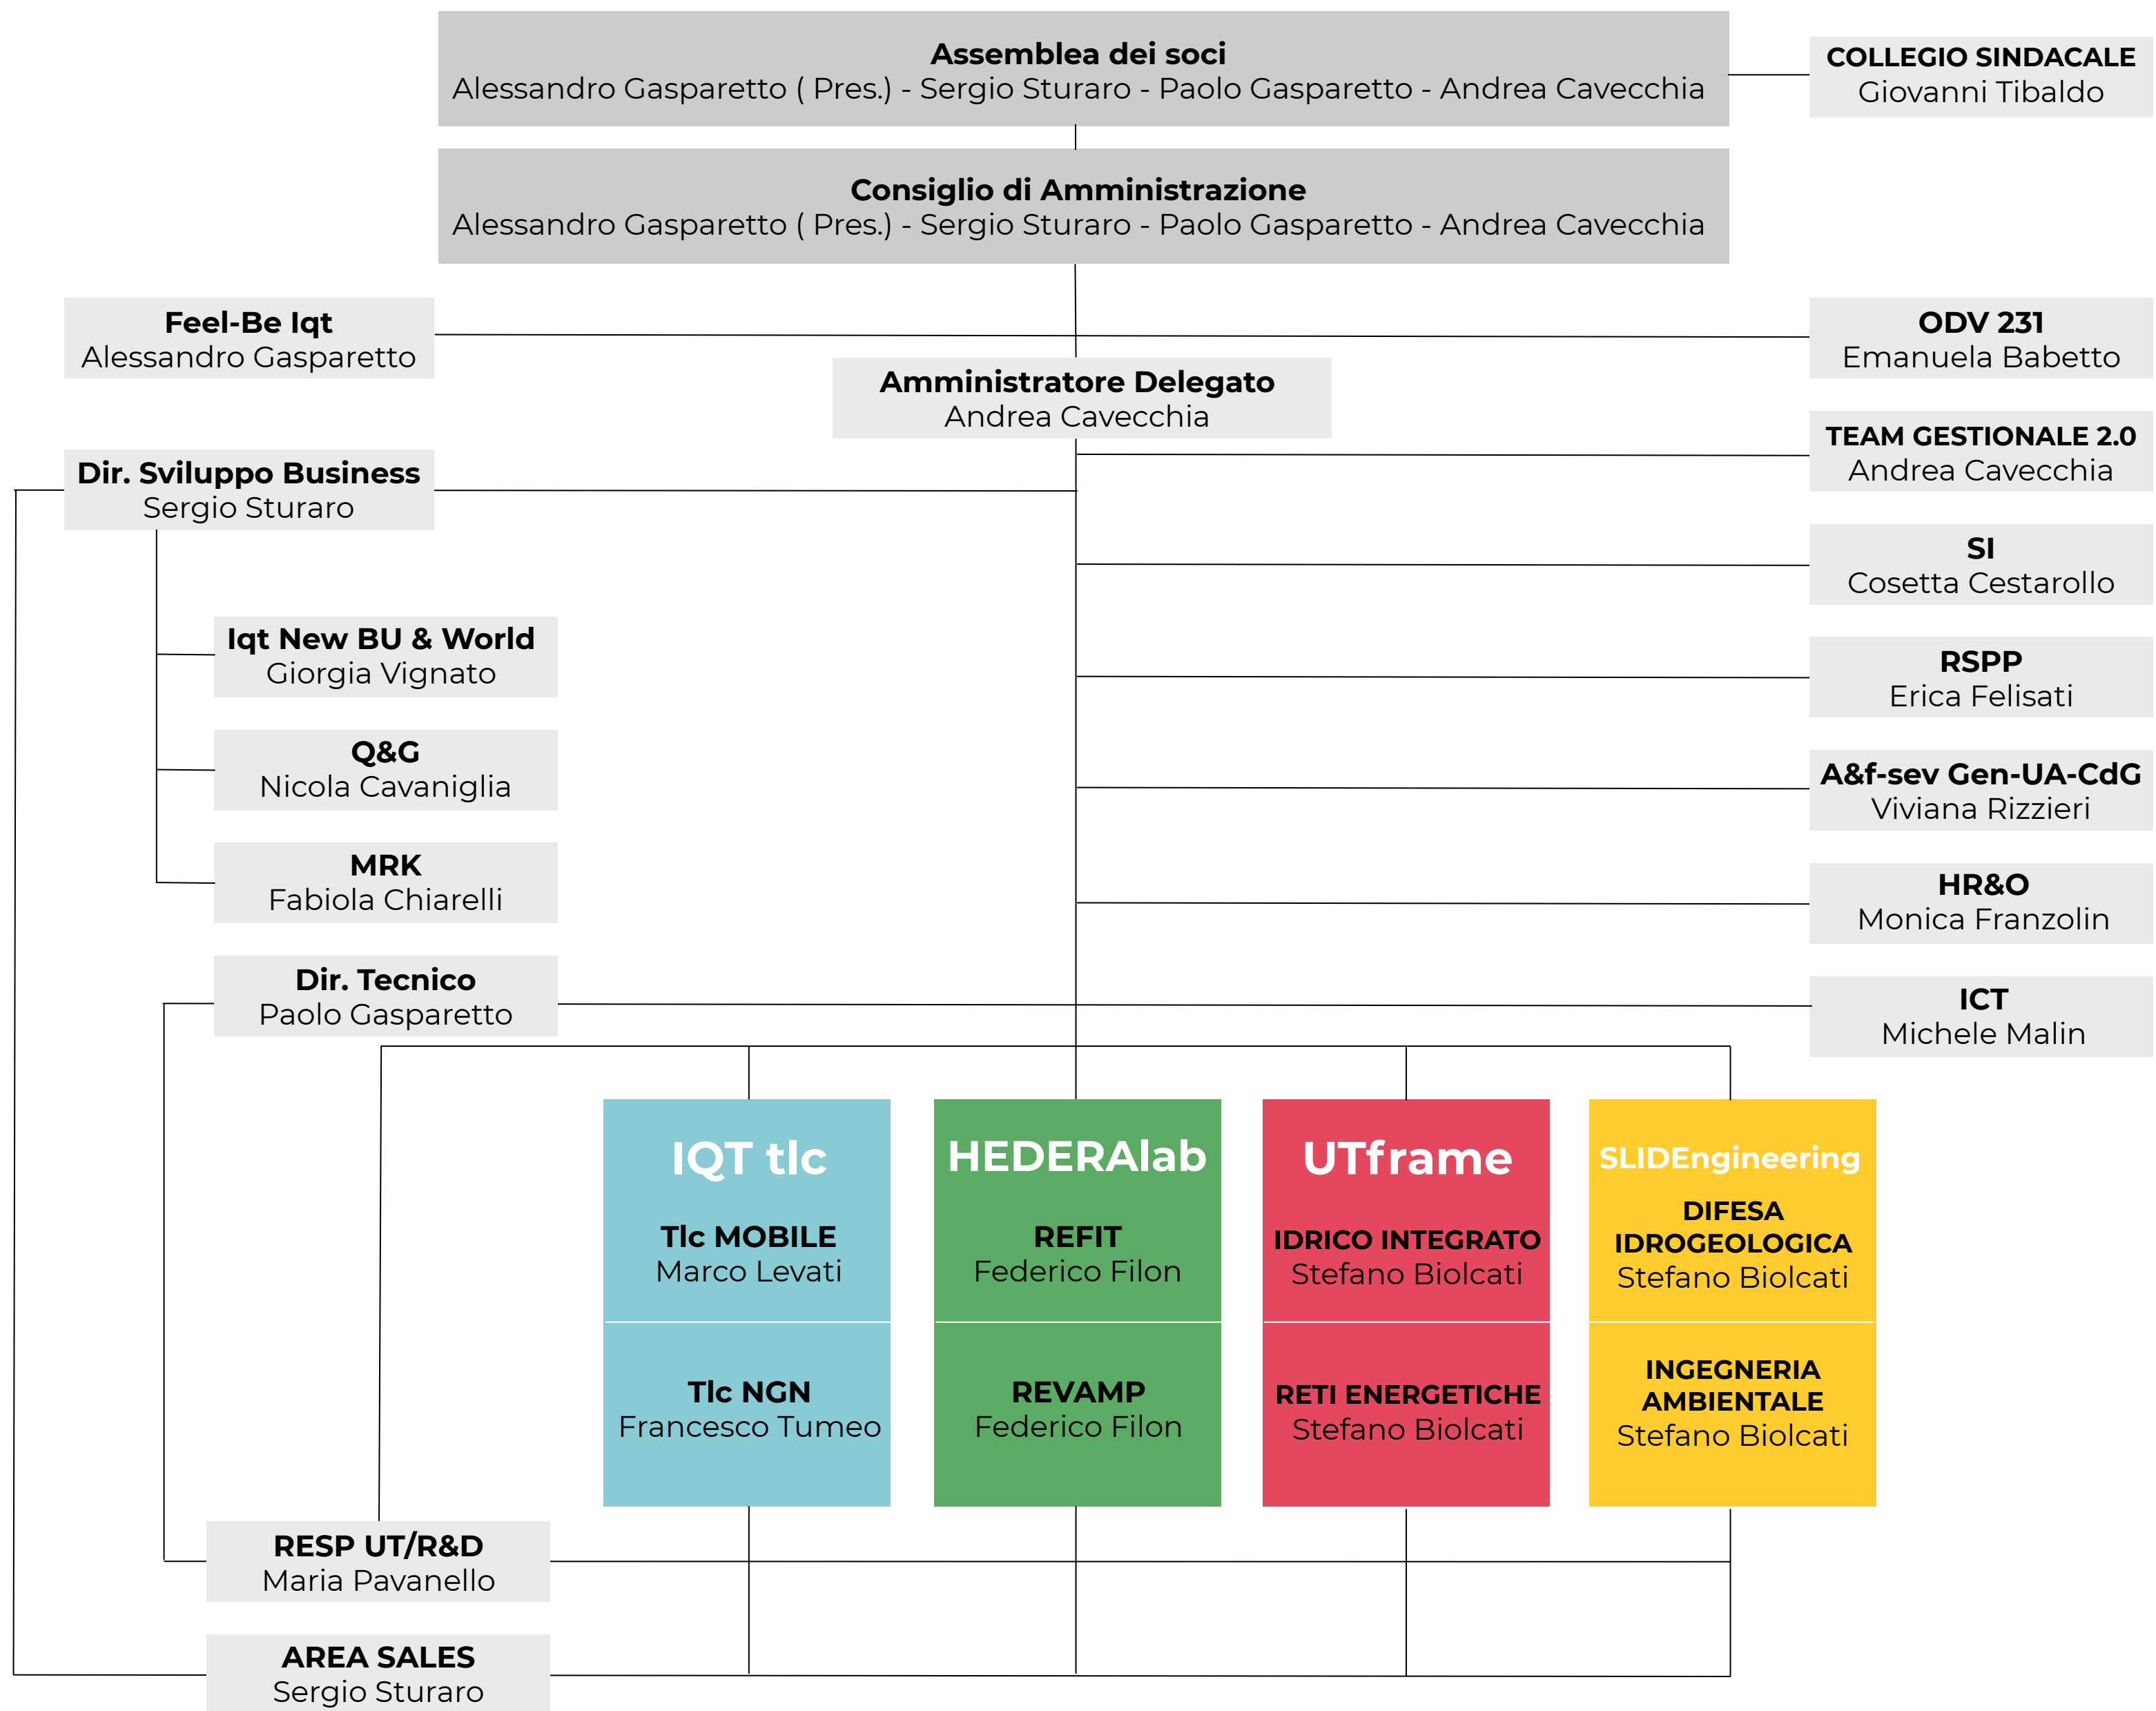 Assemblea dei soci
Alessandro Gasparetto ( Pres.) - Sergio Sturaro - Paolo Gasparetto - Andrea Cavecchia
COLLEGIO SINDACALE
Giovanni Tibaldo
Consiglio di Amministrazione
Alessandro Gasparetto ( Pres.) - Sergio Sturaro - Paolo Gasparetto - Andrea Cavecchia
Feel-Be Iqt
Alessandro Gasparetto
ODV 231
Emanuela Babetto
Amministratore Delegato
Andrea Cavecchia
TEAM GESTIONALE 2.0
Andrea Cavecchia
Dir. Sviluppo Business
Sergio Sturaro
SI
Cosetta Cestarollo
Iqt New BU & World
Giorgia Vignato
RSPP
Erica Felisati
Q&G
Nicola Cavaniglia
A&f-sev Gen-UA-CdG
Viviana Rizzieri
MRK
Fabiola Chiarelli
HR&O
Monica Franzolin
Dir. Tecnico
Paolo Gasparetto
ICT
Michele Malin
IQT tlc
Tlc MOBILE
Marco Levati
Tlc NGN
Francesco Tumeo
HEDERAlab
REFIT
Federico Filon
REVAMP
Federico Filon
UTframe
IDRICO INTEGRATO
Stefano Biolcati
RETI ENERGETICHE
Stefano Biolcati
SLIDEngineering
DIFESA
IDROGEOLOGICA
Stefano Biolcati
INGEGNERIA
AMBIENTALE
Stefano Biolcati
RESP UT/R&D
Maria Pavanello
AREA SALES
Sergio Sturaro